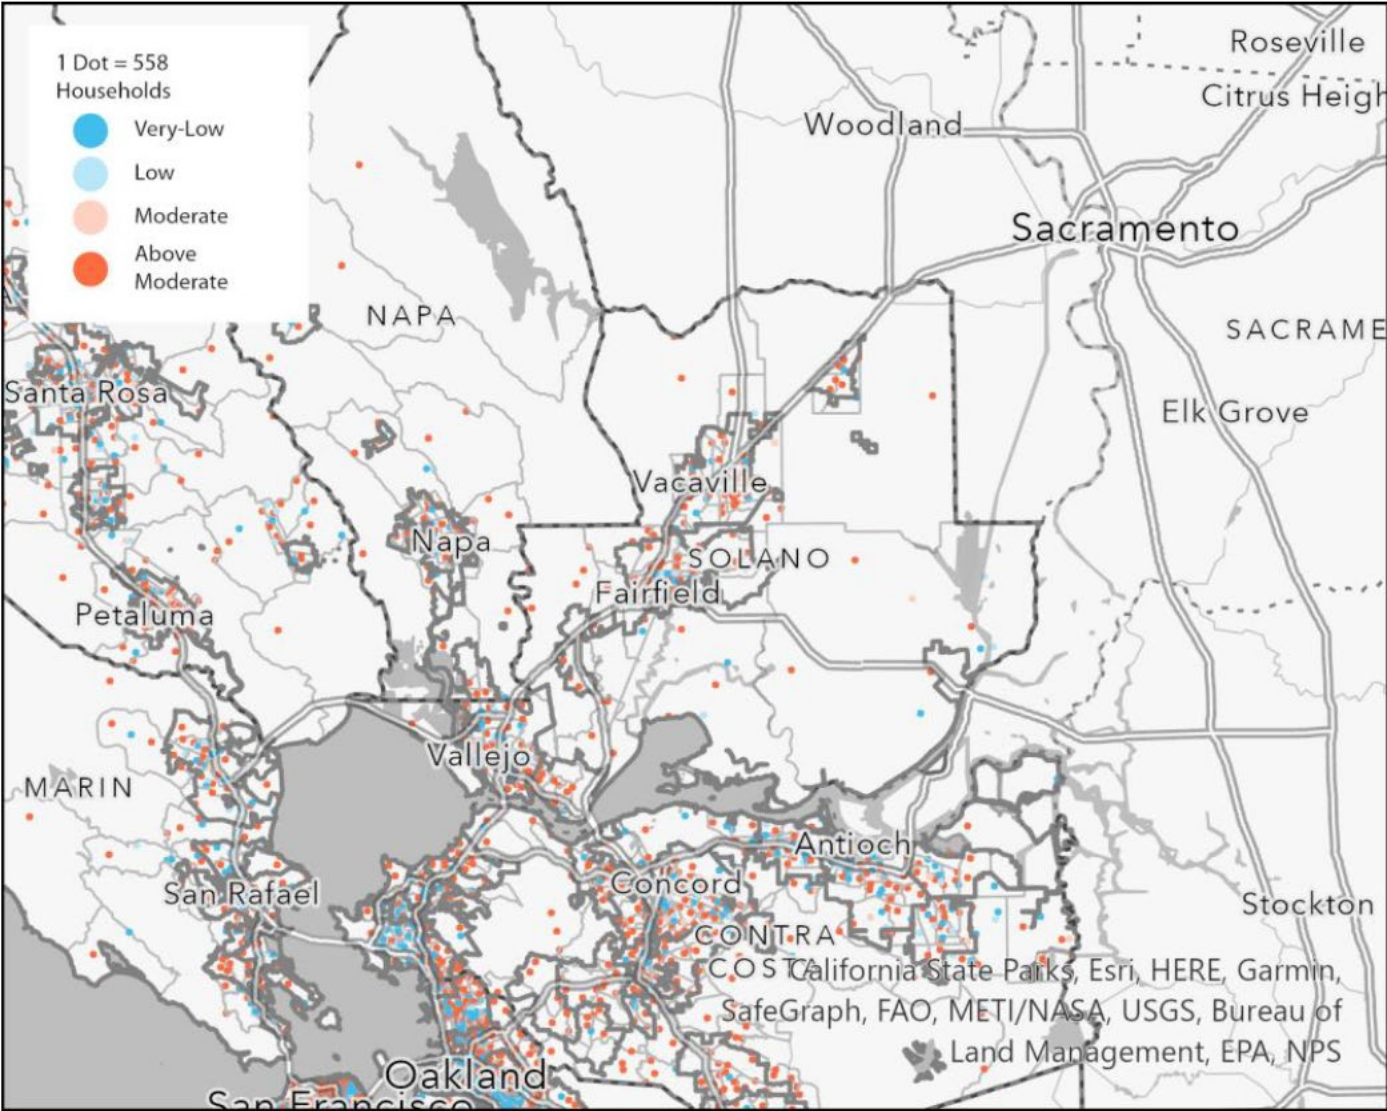 1 Dot = 558
Households
Very-Low
Low
Moderate
Above
Moderate
Roseville
Citrus Heigh
Woodland
Sacramento
NAPA
SACRAME
Santa Rosa
Elk Grove
Vacaville
Napa
SOLANO
Fairfield
Petaluma
Vallejo
MARIN
Antioch
San Rafael
Concord
Stockton
CONTRA
COSTA
California State Parks, Esri, HERE, Garmin,
SafeGraph, FAO, METI/NASA, USGS, Bureau of
Land Management, EPA, NPS
Oakland
San Francisco